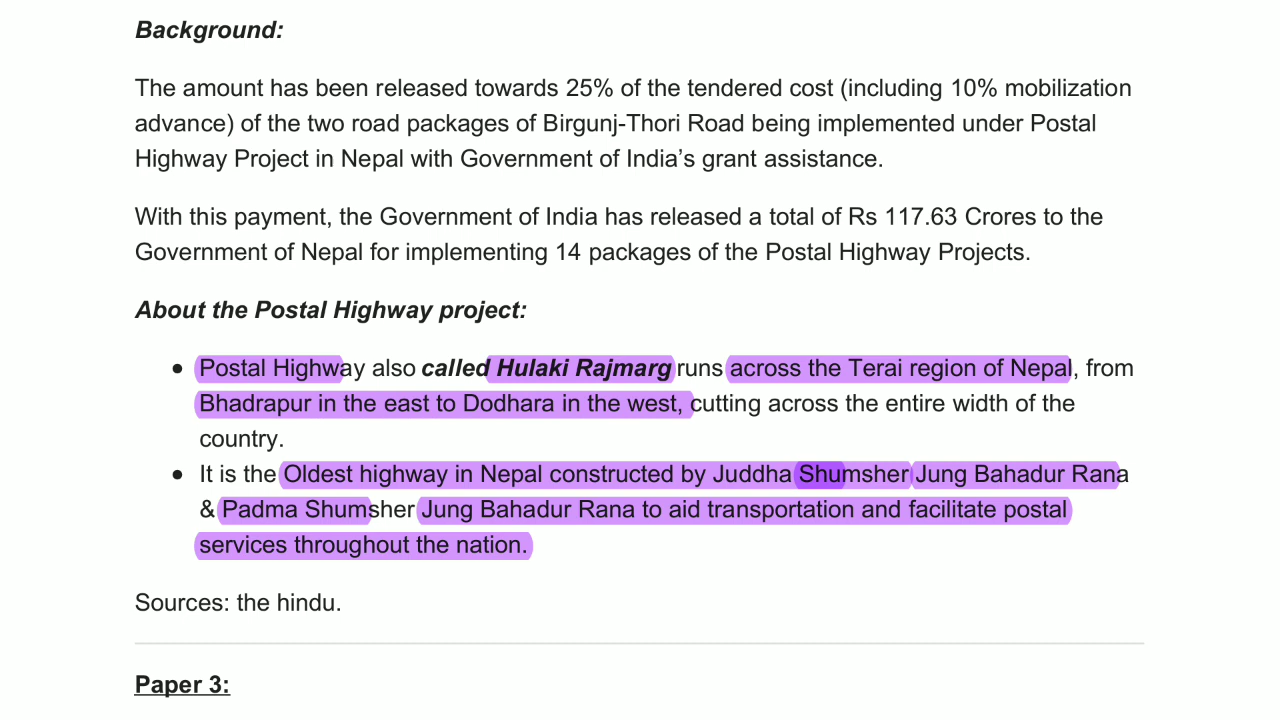 Background:
The amount has been released towards 25% of the tendered cost (including 10% mobilization
advance) of the two road packages of Birgunj-Thori Road being implemented under Postal
Highway Project in Nepal with Government of India’s grant assistance.
With this payment, the Government of India has released a total of Rs 117.63 Crores to the
Government of Nepal for implementing 14 packages of the Postal Highway Projects.
About the Postal Highway project:
● Postal Highway also called Hulaki Rajmarg runs across the Terai region of Nepal, from
Bhadrapur in the east to Dodhara in the west, cutting across the entire width of the
country.
● It is the Oldest highway in Nepal constructed by Juddha Shumsher Jung Bahadur Rana
& Padma Shumsher Jung Bahadur Rana to aid transportation and facilitate postal
services throughout the nation.
Sources: the hindu.
Paper 3: